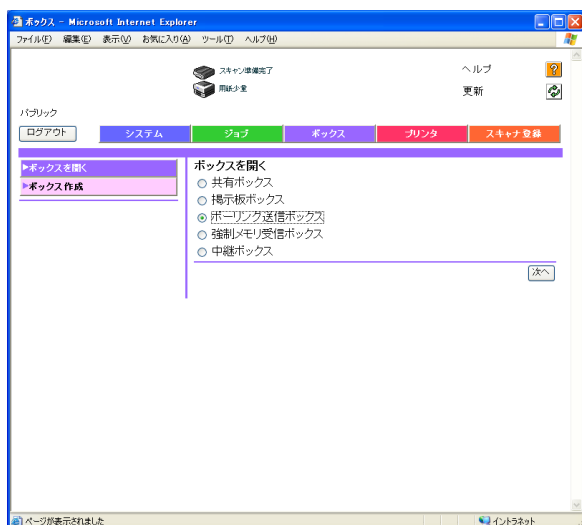 ボックス - Microsoft Internet Explorer
ファイル(F) 編集(E) 表示(V) お気に入り(A) ツール(T) ヘルプ(H)
スキャン準備完了
ヘルプ
用紙少量
更新
パブリック
ログアウト システム ジョブ ボックス プリンタ スキャナ登録
ボックスを開く
ボックス作成
ボックスを開く
共有ボックス
掲示板ボックス
ポーリング送信ボックス
強制メモリ受信ボックス
中継ボックス
次へ
ページが表示されました イントラネット